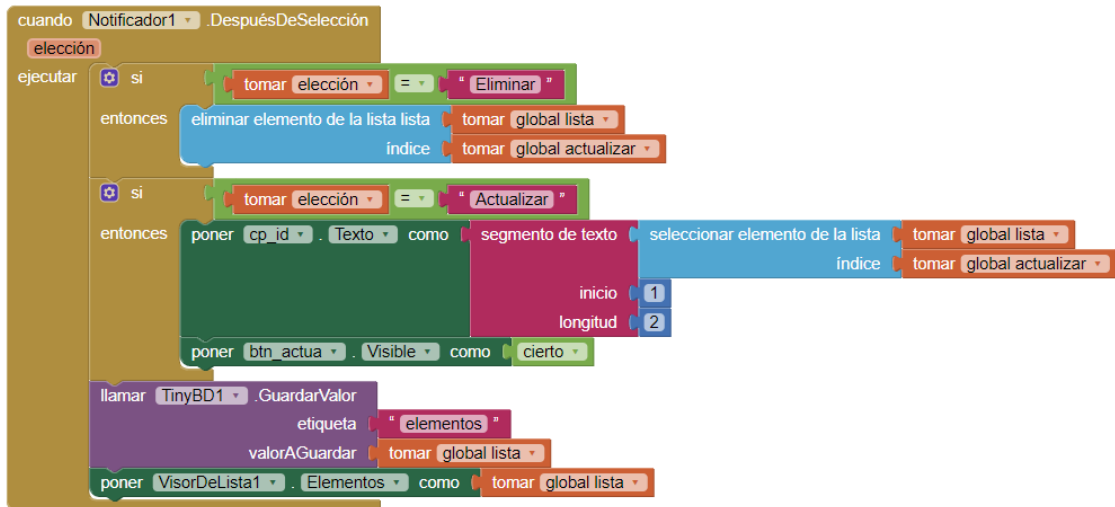 cuando Notificador1 .DespuésDeSelección
elección
ejecutar si tomar elección = " Eliminar "
entonces eliminar elemento de la lista lista tomar global lista
índice tomar global actualizar
si tomar elección = " Actualizar "
entonces poner cp_id . Texto como segmento de texto seleccionar elemento de la lista tomar global lista
índice tomar global actualizar
inicio 1
longitud 2
poner btn_actua . Visible como cierto
llamar TinyBD1 .GuardarValor
etiqueta " elementos "
valorAGuardar tomar global lista
poner VisorDeLista1 . Elementos como tomar global lista